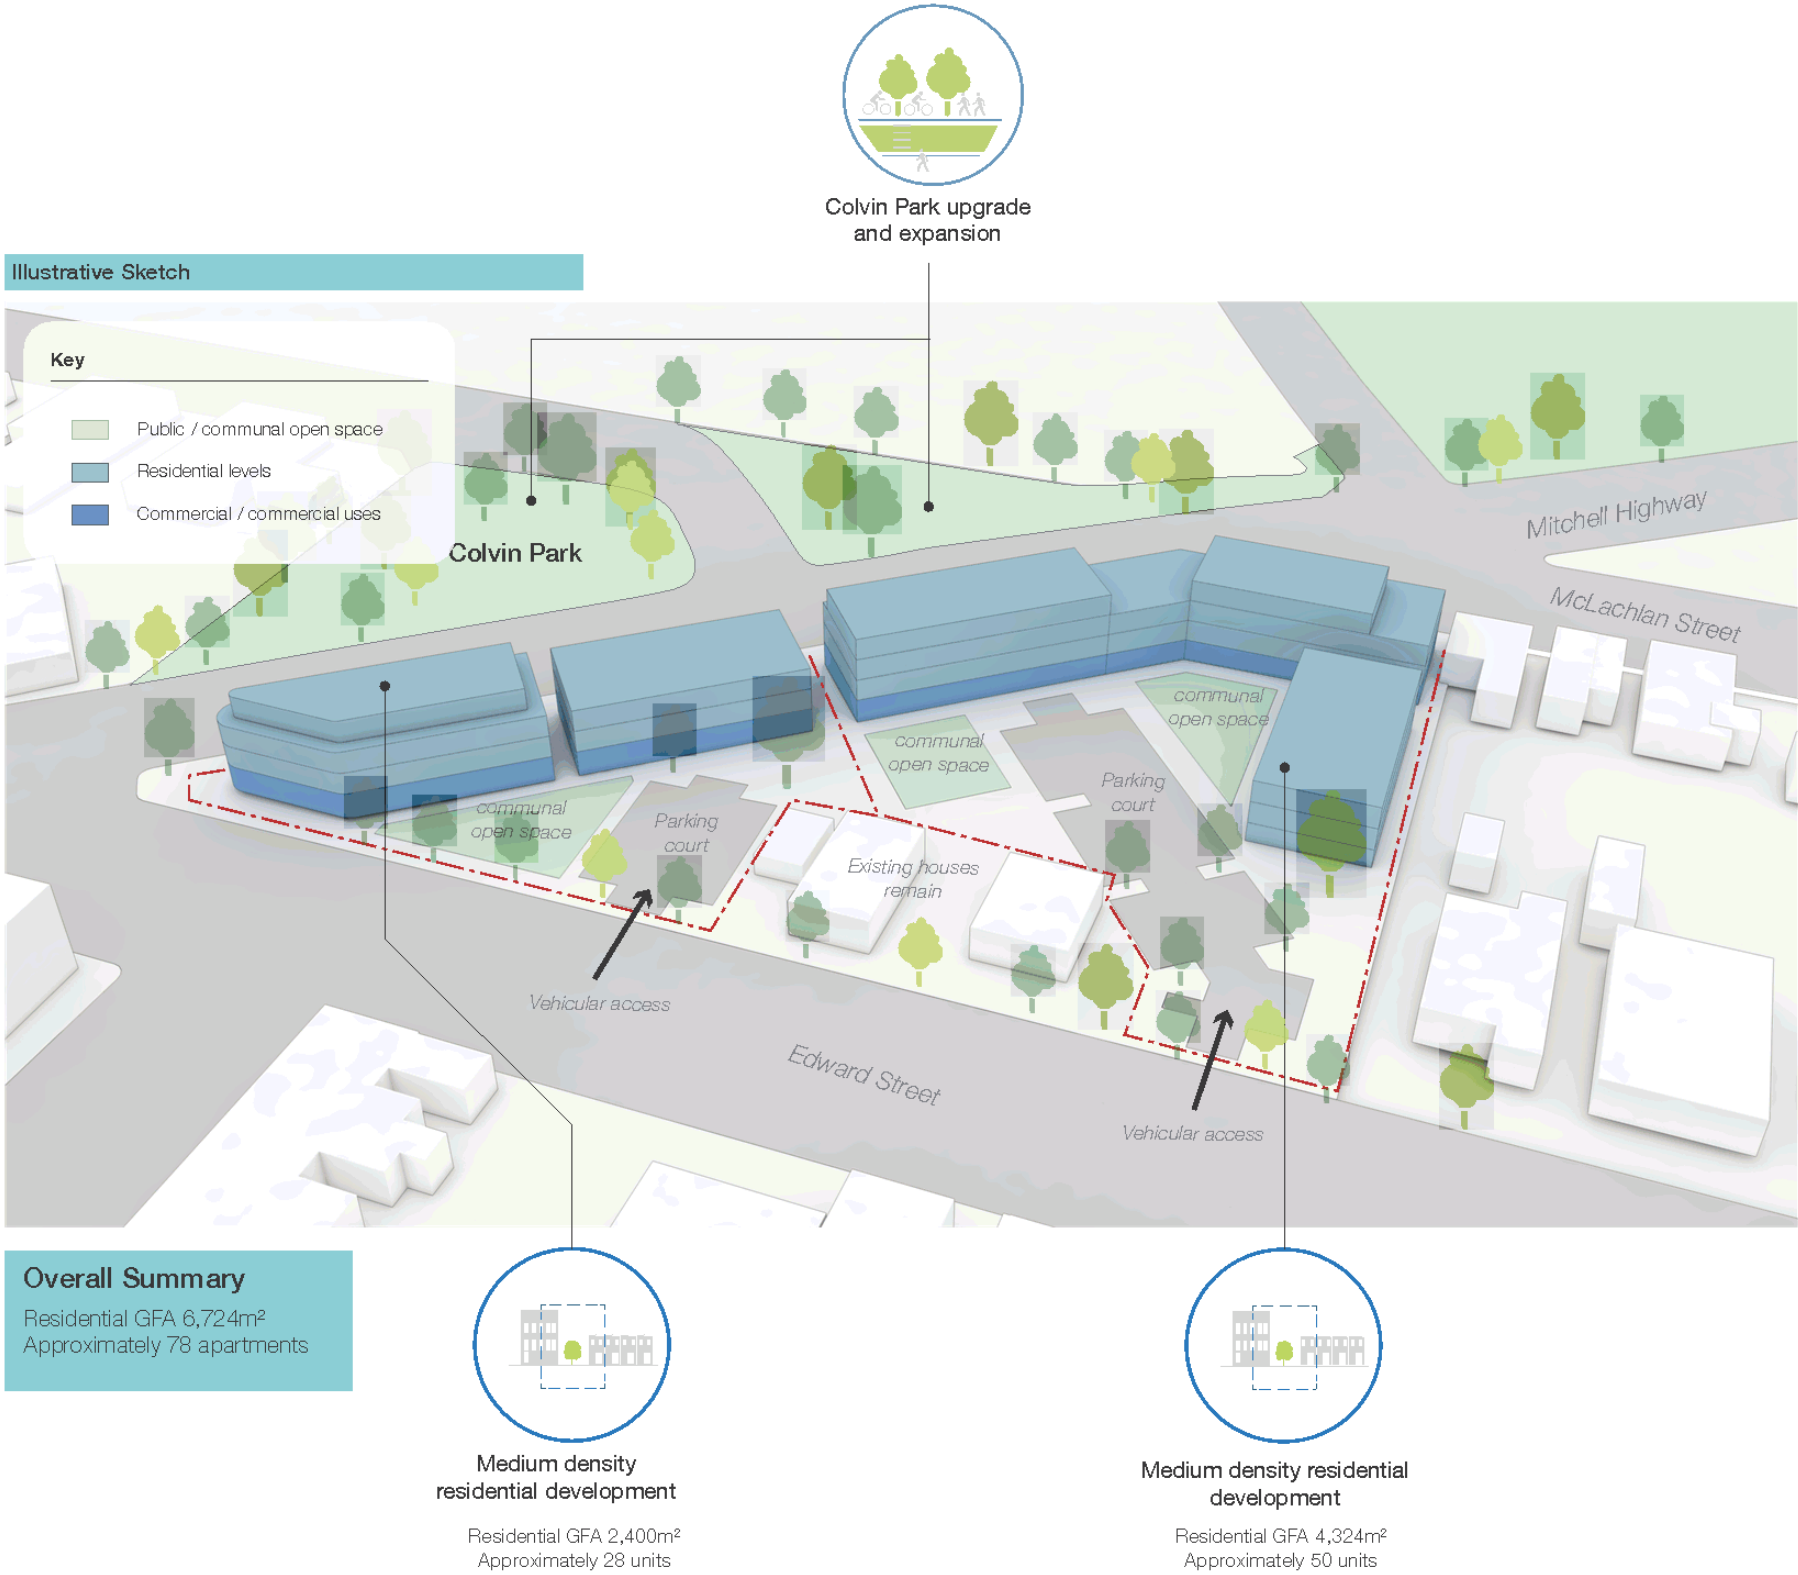 Colvin Park upgrade
and expansion
Illustrative Sketch
Key
Public / communal open space
Residential levels
Commercial / commercial uses
Colvin Park
Mitchell Highway
McLachlan Street
communal
open space
communal
open space
Parking
court
communal
open space
Parking
court
Existing houses
remain
Vehicular access
Edward Street
Vehicular access
Overall Summary
Residential GFA 6,724m²
Approximately 78 apartments
Medium density
residential development
Residential GFA 2,400m²
Approximately 28 units
Medium density residential
development
Residential GFA 4,324m²
Approximately 50 units